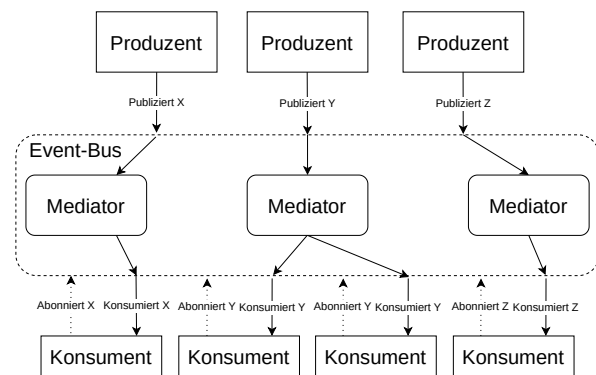 Produzent Produzent Produzent
Publiziert X Publiziert Y Publiziert Z
Event-Bus
Mediator Mediator Mediator
Abonniert X Konsumiert X Abonniert Y Konsumiert Y Abonniert Y Konsumiert Y Abonniert Z Konsumiert Z
Konsument Konsument Konsument Konsument